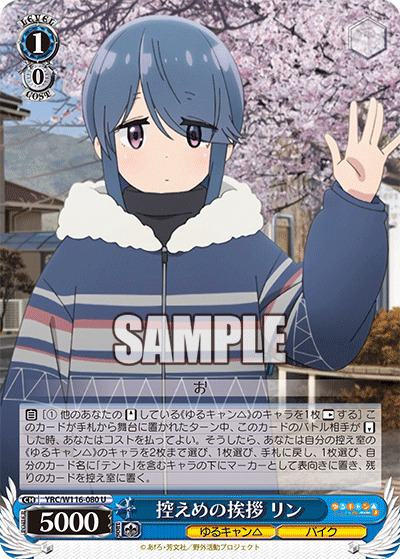 LEVEL
1
0
COST
SAMPLE
お
【自】[① 他のあなたの【スタンド】している《ゆるキャン△》のキャラを1枚【レスト】する] こ
のカードが手札から舞台に置かれたターン中、このカードのバトル相手が【リバース】
した時、あなたはコストを払ってよい。そうしたら、あなたは自分の控え室の
《ゆるキャン△》のキャラを2枚まで選び、1枚選び、手札に戻し、1枚選び、
自分のカード名に「テント」を含むキャラの下にマーカーとして表向きに置き、残
りのカードを控え室に置く。
CH YRC/W116-080 U
5000
控えめの挨拶 リン
ゆるキャン△
ゆるキャン△ バイク
©あfろ・芳文社/野外活動プロジェクト